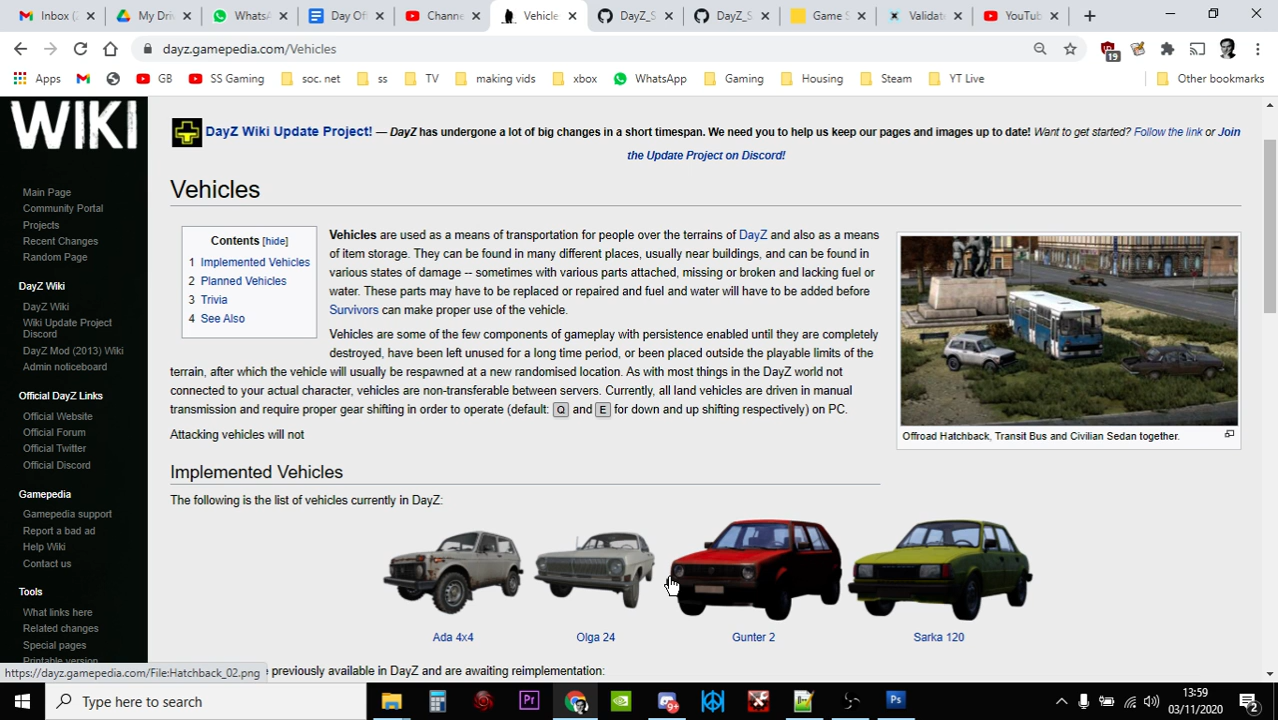 Inbox (
My Driv
WhatsA
Day Off
Channe
Vehicle
DayZ_S
DayZ_S
Game S
Validate
YouTub
dayz.gamepedia.com/Vehicles
19
Apps
GB
SS Gaming
soc. net
ss
TV
making vids
xbox
WhatsApp
Gaming
Housing
Steam
YT Live
Other bookmarks
WIKI
Main Page
Community Portal
Projects
Recent Changes
Random Page
DayZ Wiki
DayZ Wiki
Wiki Update Project
Discord
DayZ Mod (2013) Wiki
Admin noticeboard
Official DayZ Links
Official Website
Official Forum
Official Twitter
Official Discord
Gamepedia
Gamepedia support
Report a bad ad
Help Wiki
Contact us
Tools
What links here
Related changes
Special pages
Printable version
DayZ Wiki Update Project! — DayZ has undergone a lot of big changes in a short timespan. We need you to help us keep our pages and images up to date! Want to get started? Follow the link or Join
the Update Project on Discord!
Vehicles
Contents [hide]
1 Implemented Vehicles
2 Planned Vehicles
3 Trivia
4 See Also
Vehicles are used as a means of transportation for people over the terrains of DayZ and also as a means
of item storage. They can be found in many different places, usually near buildings, and can be found in
various states of damage -- sometimes with various parts attached, missing or broken and lacking fuel or
water. These parts may have to be replaced or repaired and fuel and water will have to be added before
Survivors can make proper use of the vehicle.
Vehicles are some of the few components of gameplay with persistence enabled until they are completely
destroyed, have been left unused for a long time period, or been placed outside the playable limits of the
terrain, after which the vehicle will usually be respawned at a new randomised location. As with most things in the DayZ world not
connected to your actual character, vehicles are non-transferable between servers. Currently, all land vehicles are driven in manual
transmission and require proper gear shifting in order to operate (default: Q and E for down and up shifting respectively) on PC.
Attacking vehicles will not
Offroad Hatchback, Transit Bus and Civilian Sedan together.
Implemented Vehicles
The following is the list of vehicles currently in DayZ:
Ada 4x4
Olga 24
Gunter 2
Sarka 120
previously available in DayZ and are awaiting reimplementation:
https://dayz.gamepedia.com/File:Hatchback_02.png
Type here to search
Pr
Ps
13:59
03/11/2020
2